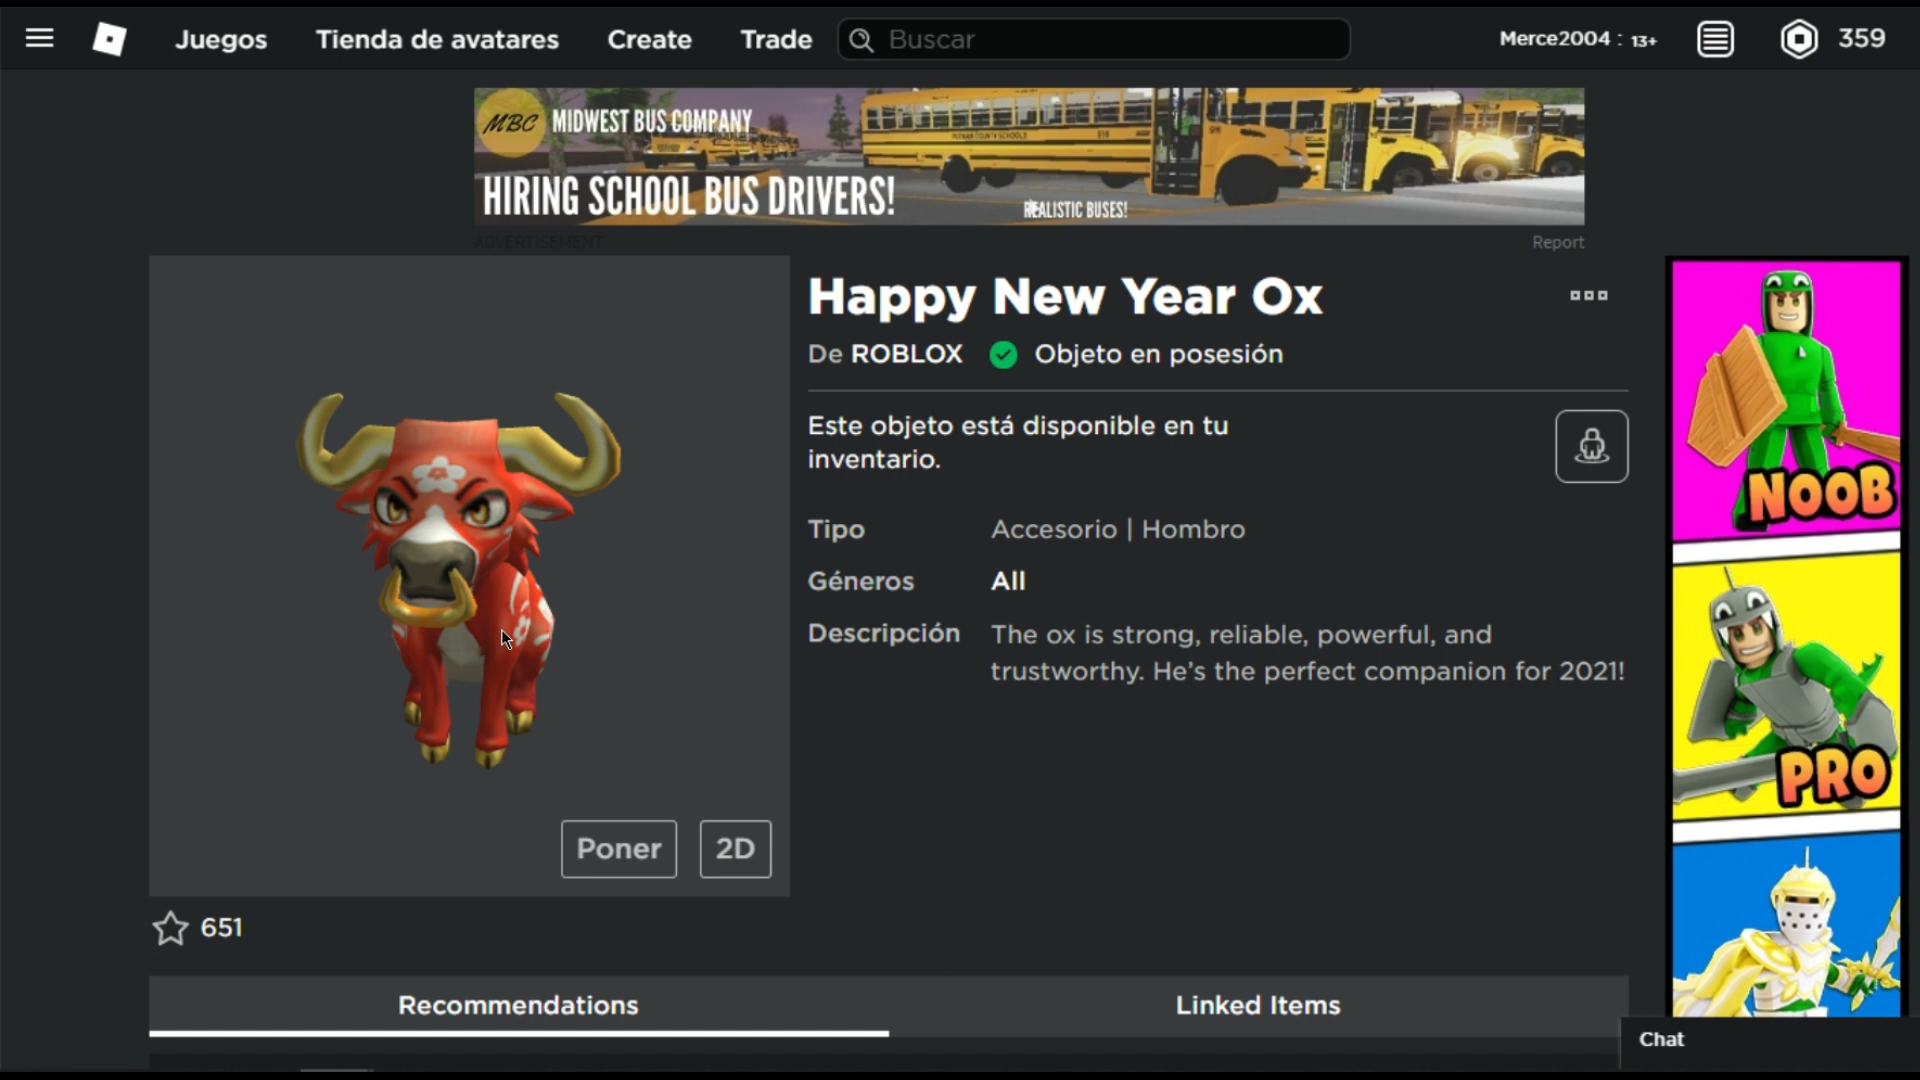 Juegos
Tienda de avatares
Create
Trade
Buscar
Merce2004 : 13+
359
MBC
MIDWEST BUS COMPANY
HIRING SCHOOL BUS DRIVERS!
REALISTIC BUSES!
ADVERTISEMENT
Report
Happy New Year Ox
De ROBLOX
Objeto en posesión
Este objeto está disponible en tu
inventario.
Tipo
Accesorio | Hombro
Géneros
All
Descripción
The ox is strong, reliable, powerful, and
trustworthy. He's the perfect companion for 2021!
Poner
2D
651
Recommendations
Linked Items
NOOB
PRO
Chat